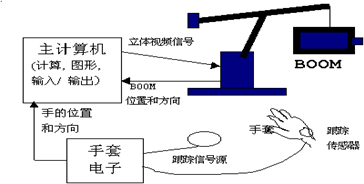 主计算机
(计算, 图形,
输入/ 输出)
立体视频信号
BOOM
位置和方向
BOOM
手的位置
和方向
手套
电子
跟踪信号源
手套
跟踪
传感器